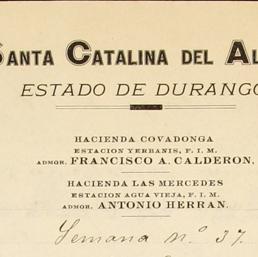 SANTA CATALINA DEL AL
ESTADO DE DURANGO
HACIENDA COVADONGA
ESTACION YERBANIS, F. I. M.
ADMOR. FRANCISCO A. CALDERON.
HACIENDA LAS MERCEDES
ESTACION AGUA VIEJA, F. I. M.
ADMOR. ANTONIO HERRAN.
Semana nº 37.